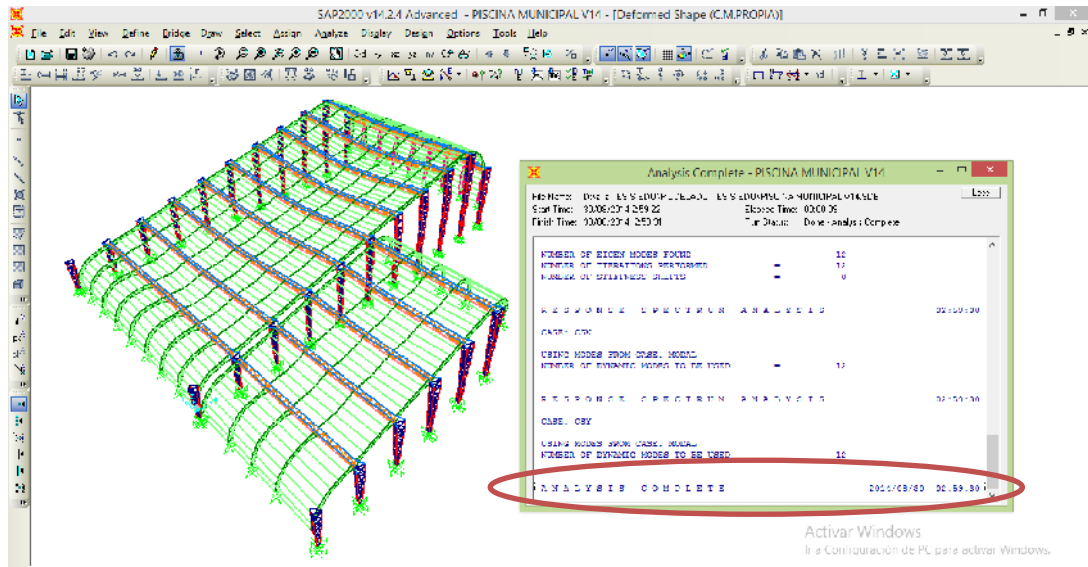 SAP2000 v14.2.4 Advanced - PISCINA MUNICIPAL V14 - [Deformed Shape (C.M.PROPIA)]
File Edit View Define Bridge Draw Select Assign Analyze Display Design Options Tools Help
Analysis Complete - PISCINA MUNICIPAL V14
File Name:
Less
Start Time: Elapsed Time:
Finish Time: Run Status: Done - Analysis Complete
NUMBER OF EIGEN MODES FOUND 12
NUMBER OF ITERATIONS PERFORMED = 12
NUMBER OF STIFFNESS SHIFTS = 0
R E S P O N S E S P E C T R U M A N A L Y S I S
CASE:
USING MODES FROM CASE: MODAL
NUMBER OF DYNAMIC MODES TO BE USED = 12
R E S P O N S E S P E C T R U M A N A L Y S I S
CASE:
USING MODES FROM CASE: MODAL
NUMBER OF DYNAMIC MODES TO BE USED 12
A N A L Y S I S C O M P L E T E
Activar Windows
Ir a Configuración de PC para activar Windows.